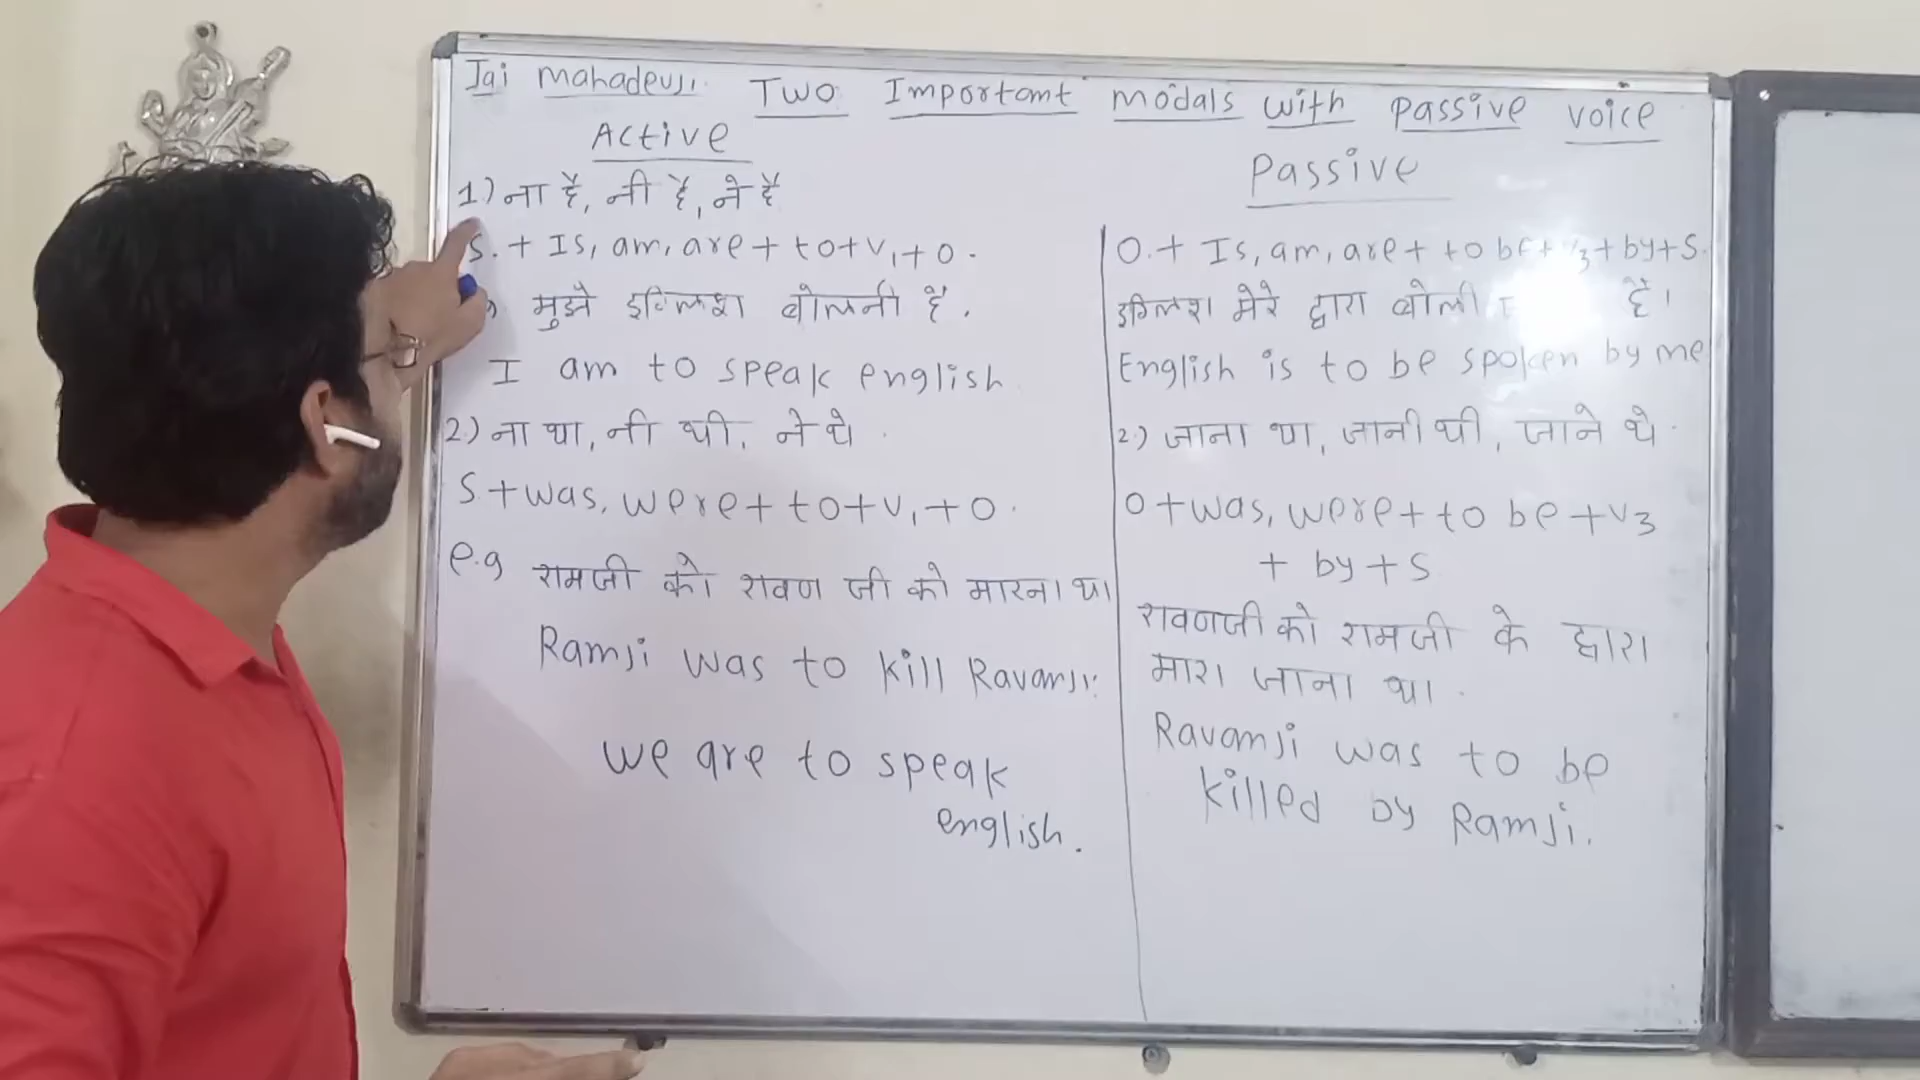 Jai mahadevji. Two Important modals with passive voice
Active
1.) ना है, नी है, ने है
S. + Is, am, are + to + v1 + O.
मुझे इंग्लिश बोलनी है.
I am to speak english
2.) ना था, नी थी, ने थे
S + was, were + to + v1 + O.
e.g रामजी को रावण जी को मारना था।
Ramji was to kill Ravanji.
we are to speak
english.
Passive
O. + Is, am, are + to be + v3 + by + S.
इंग्लिश मेरे द्वारा बोली है।
English is to be spoken by me
2.) जाना था, जानी थी, जाने थे
O + was, were + to be + v3
+ by + S
रावणजी को रामजी के द्वारा
मारा जाना था.
Ravanji was to be
killed by Ramji.